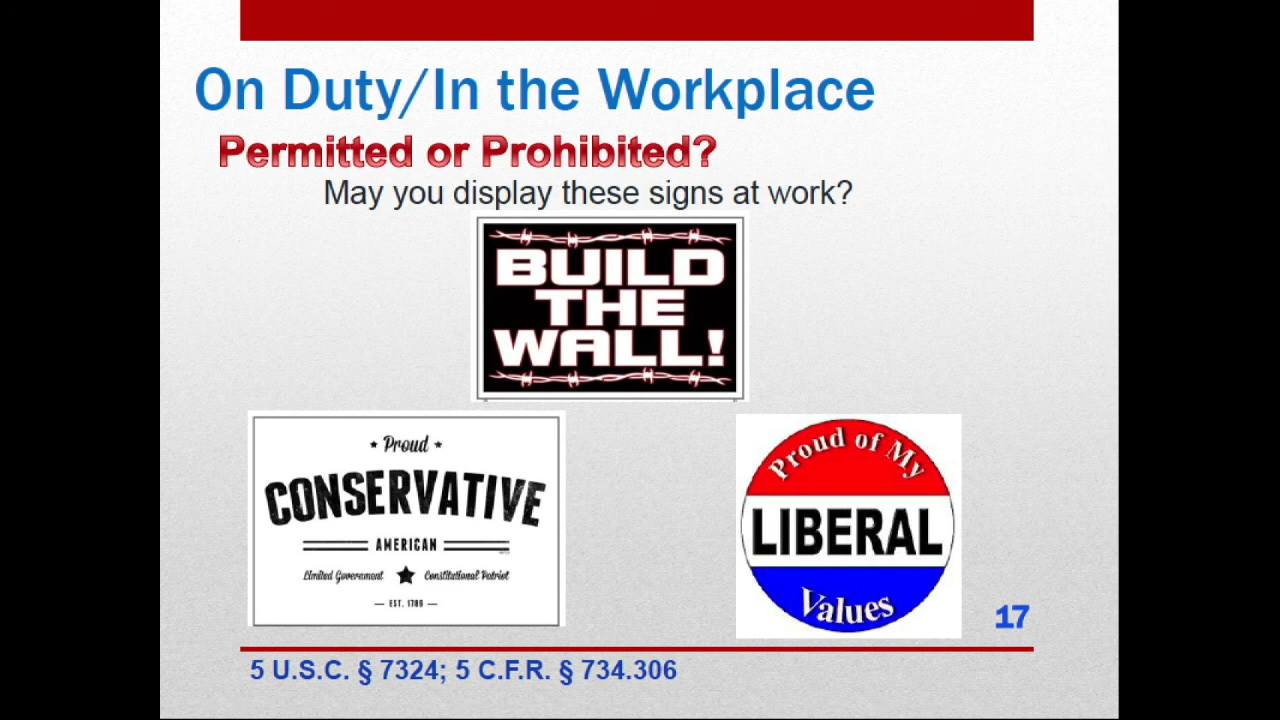 On Duty/In the Workplace
Permitted or Prohibited?
May you display these signs at work?
BUILD
THE
WALL!
Proud
CONSERVATIVE
AMERICAN
Limited Government ★ Constitutional Patriot
— EST. 1789 —
Proud of My
LIBERAL
Values
17
5 U.S.C. § 7324; 5 C.F.R. § 734.306